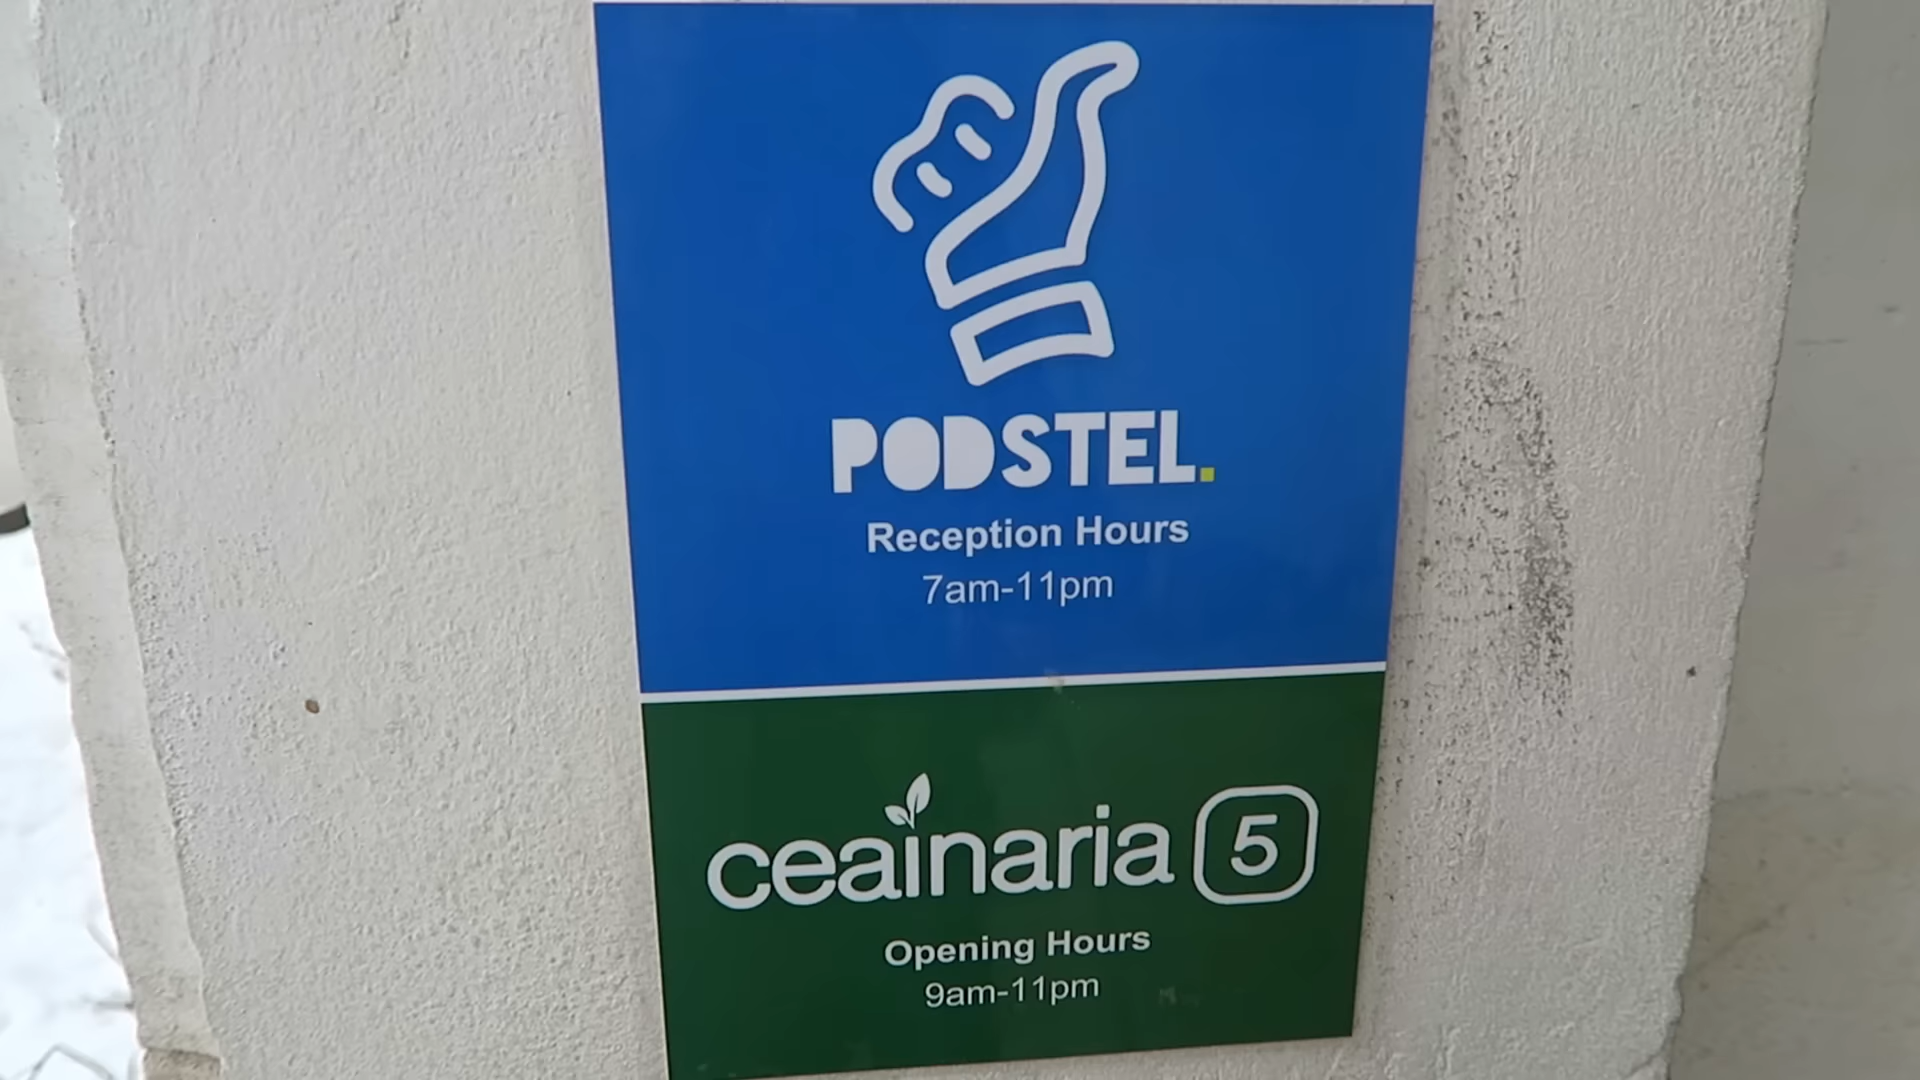 PODSTEL.
Reception Hours
7am-11pm
ceainaria 5
Opening Hours
9am-11pm